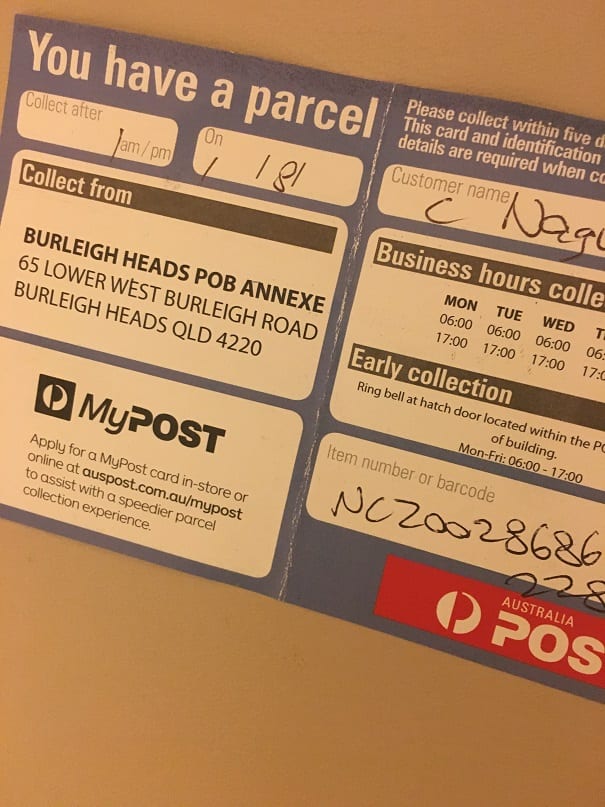 You have a parcel
Collect after
am/pm
On
1 / 8 /
Collect from
BURLEIGH HEADS POB ANNEXE
65 LOWER WEST BURLEIGH ROAD
BURLEIGH HEADS QLD 4220
MyPOST
Apply for a MyPost card in-store or
online at auspost.com.au/mypost
to assist with a speedier parcel
collection experience.
Please collect within five d
This card and identification
details are required when co
Customer name
C Nag
Business hours colle
MON TUE WED T
06:00 06:00 06:00 06:
17:00 17:00 17:00 17:
Early collection
Ring bell at hatch door located within the PO
of building.
Mon-Fri: 06:00 - 17:00
Item number or barcode
NCZ0028686
228
AUSTRALIA
POS